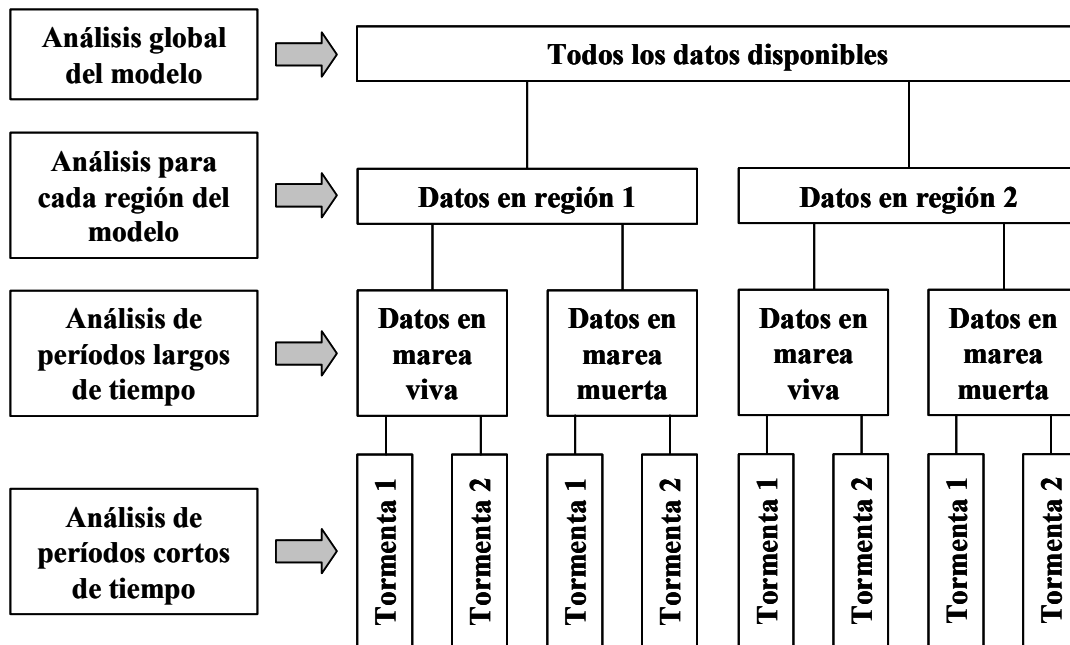 Análisis global
del modelo
Todos los datos disponibles
Análisis para
cada región del
modelo
Datos en región 1
Datos en región 2
Análisis de
períodos largos
de tiempo
Datos en
marea
viva
Datos en
marea
muerta
Datos en
marea
viva
Datos en
marea
muerta
Análisis de
períodos cortos
de tiempo
Tormenta 1
Tormenta 2
Tormenta 1
Tormenta 2
Tormenta 1
Tormenta 2
Tormenta 1
Tormenta 2